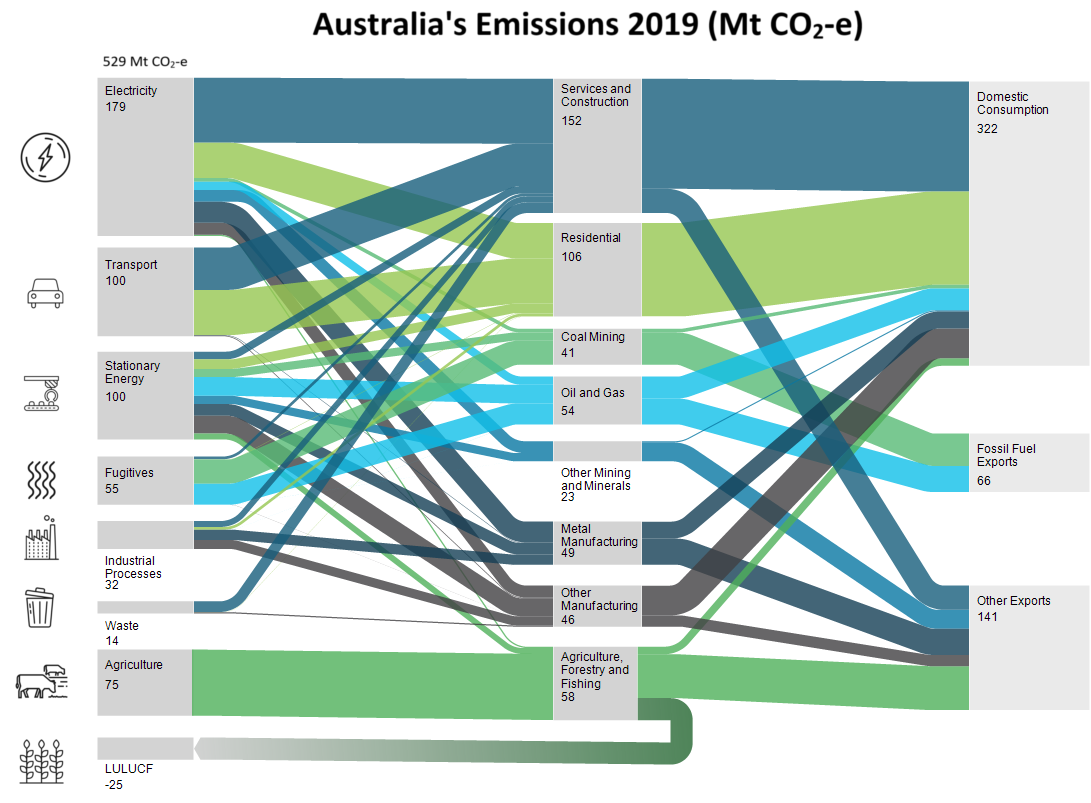 Australia's Emissions 2019 (Mt CO₂-e)
529 Mt CO₂-e
Electricity
179
Transport
100
Stationary
Energy
100
Fugitives
55
Industrial
Processes
32
Waste
14
Agriculture
75
LULUCF
-25
Services and
Construction
152
Residential
106
Coal Mining
41
Oil and Gas
54
Other Mining
and Minerals
23
Metal
Manufacturing
49
Other
Manufacturing
46
Agriculture,
Forestry and
Fishing
58
Domestic
Consumption
322
Fossil Fuel
Exports
66
Other Exports
141